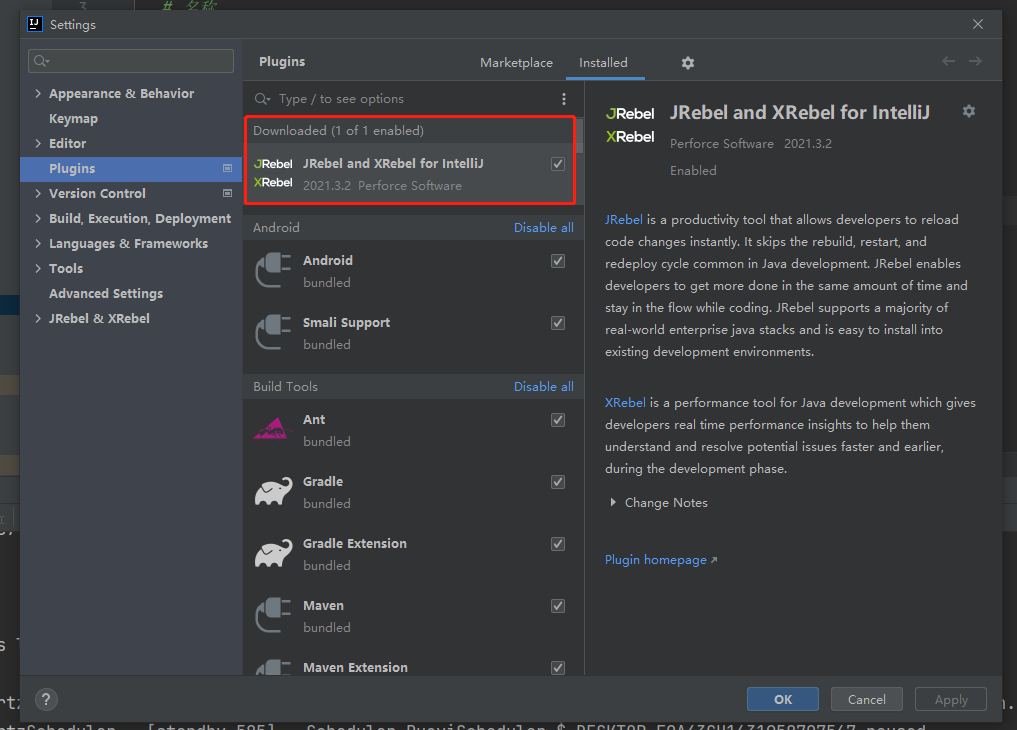 3
# 名称
Settings
Plugins
Marketplace
Installed
Appearance & Behavior
Keymap
Editor
Plugins
Version Control
Build, Execution, Deployment
Languages & Frameworks
Tools
Advanced Settings
JRebel & XRebel
Type / to see options
Downloaded (1 of 1 enabled)
JRebel
XRebel
JRebel and XRebel for IntelliJ
2021.3.2 Perforce Software
Android
Disable all
Android
bundled
Smali Support
bundled
Build Tools
Disable all
Ant
bundled
Gradle
bundled
Gradle Extension
bundled
Maven
bundled
Maven Extension
JRebel
XRebel
JRebel and XRebel for IntelliJ
Perforce Software 2021.3.2
Enabled
JRebel is a productivity tool that allows developers to reload
code changes instantly. It skips the rebuild, restart, and
redeploy cycle common in Java development. JRebel enables
developers to get more done in the same amount of time and
stay in the flow while coding. JRebel supports a majority of
real-world enterprise java stacks and is easy to install into
existing development environments.
XRebel is a performance tool for Java development which gives
developers real time performance insights to help them
understand and resolve potential issues faster and earlier,
during the development phase.
Change Notes
Plugin homepage
?
OK
Cancel
Apply